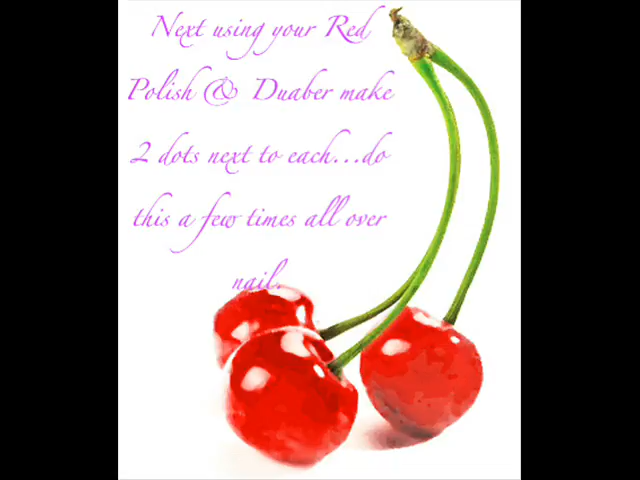 Next using your Red
Polish & Duaber make
2 dots next to each...do
this a few times all over
nail.